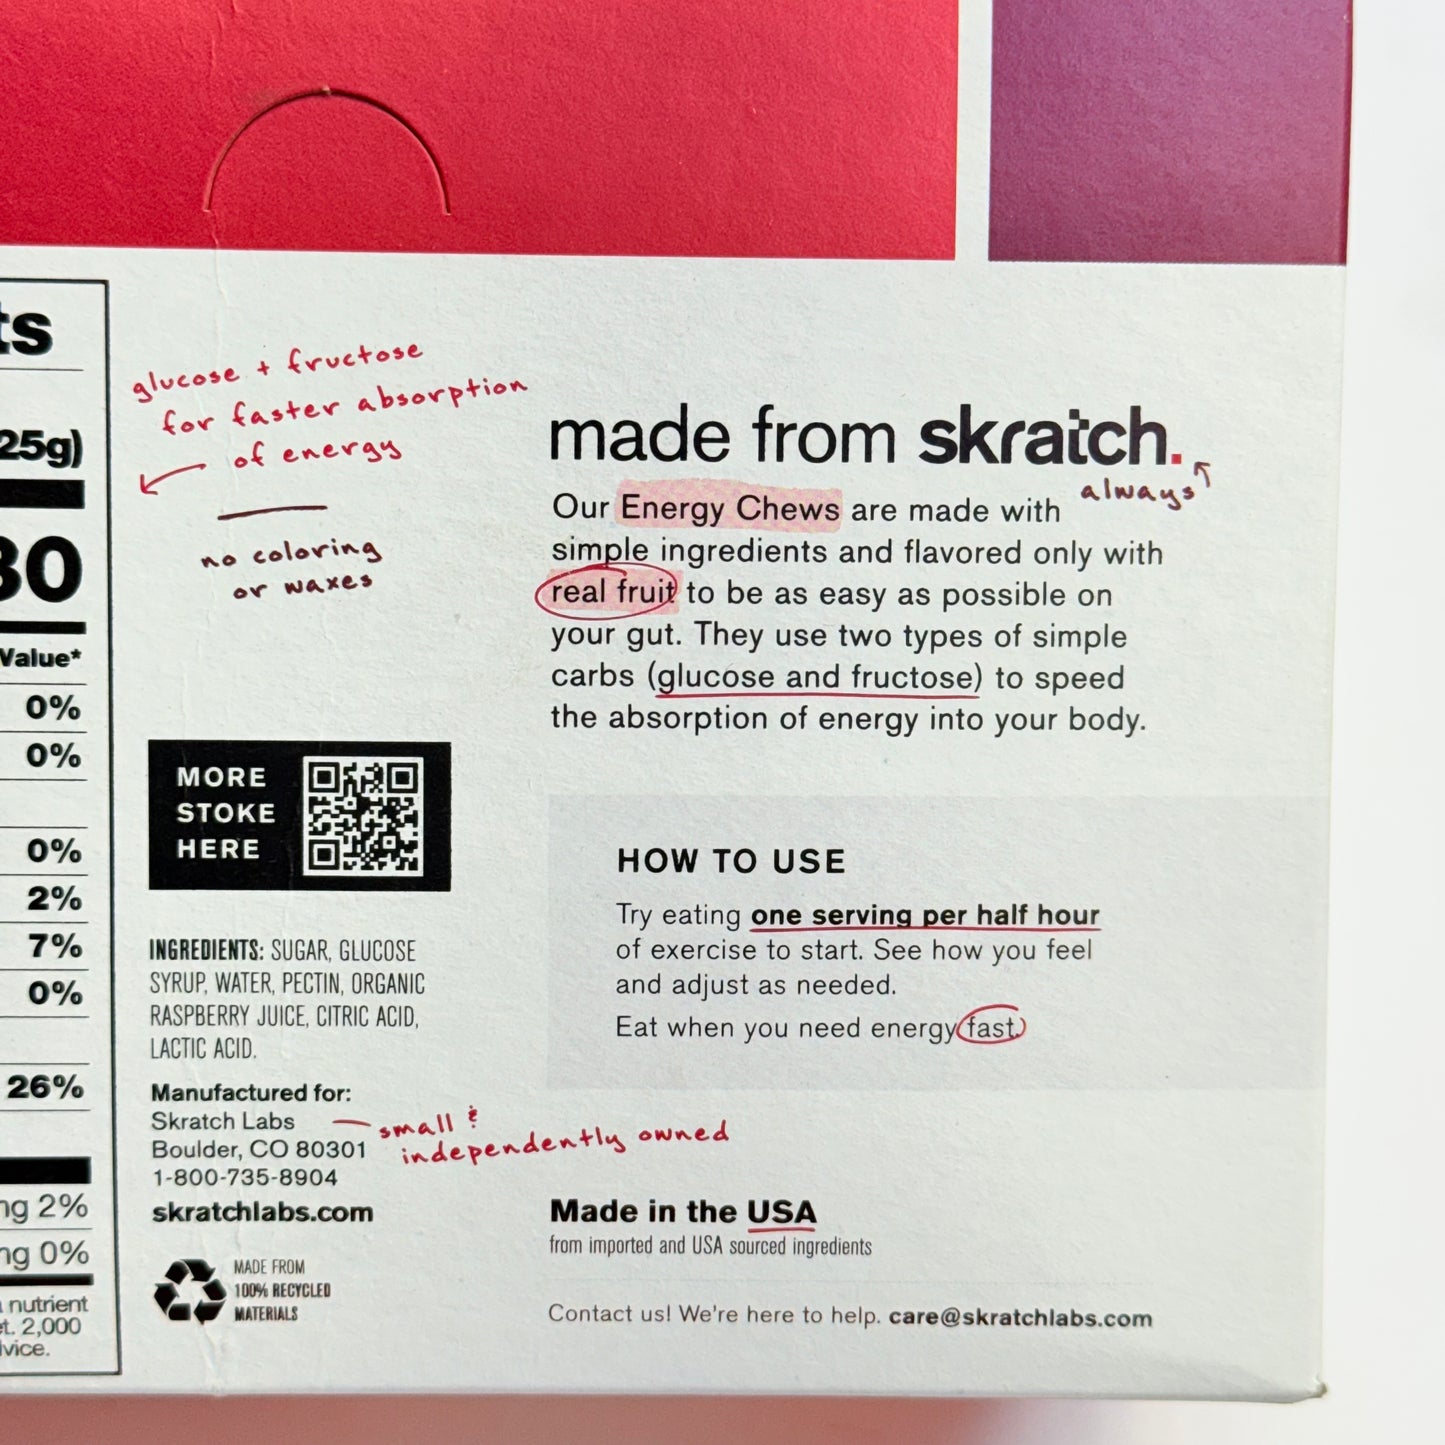 ts
25g)
80
Value*
0%
0%
0%
2%
7%
0%
26%
ng 2%
ng 0%
nutrient
et. 2,000
dvice.
glucose + fructose
for faster absorption
of energy
no coloring
or waxes
MORE
STOKE
HERE
INGREDIENTS: SUGAR, GLUCOSE
SYRUP, WATER, PECTIN, ORGANIC
RASPBERRY JUICE, CITRIC ACID,
LACTIC ACID.
Manufactured for:
Skratch Labs
Boulder, CO 80301
1-800-735-8904
skratchlabs.com
small &
independently owned
MADE FROM
100% RECYCLED
MATERIALS
made from skratch.
always
Our Energy Chews are made with
simple ingredients and flavored only with
real fruit to be as easy as possible on
your gut. They use two types of simple
carbs (glucose and fructose) to speed
the absorption of energy into your body.
HOW TO USE
Try eating one serving per half hour
of exercise to start. See how you feel
and adjust as needed.
Eat when you need energy fast.
Made in the USA
from imported and USA sourced ingredients
Contact us! We're here to help. care@skratchlabs.com